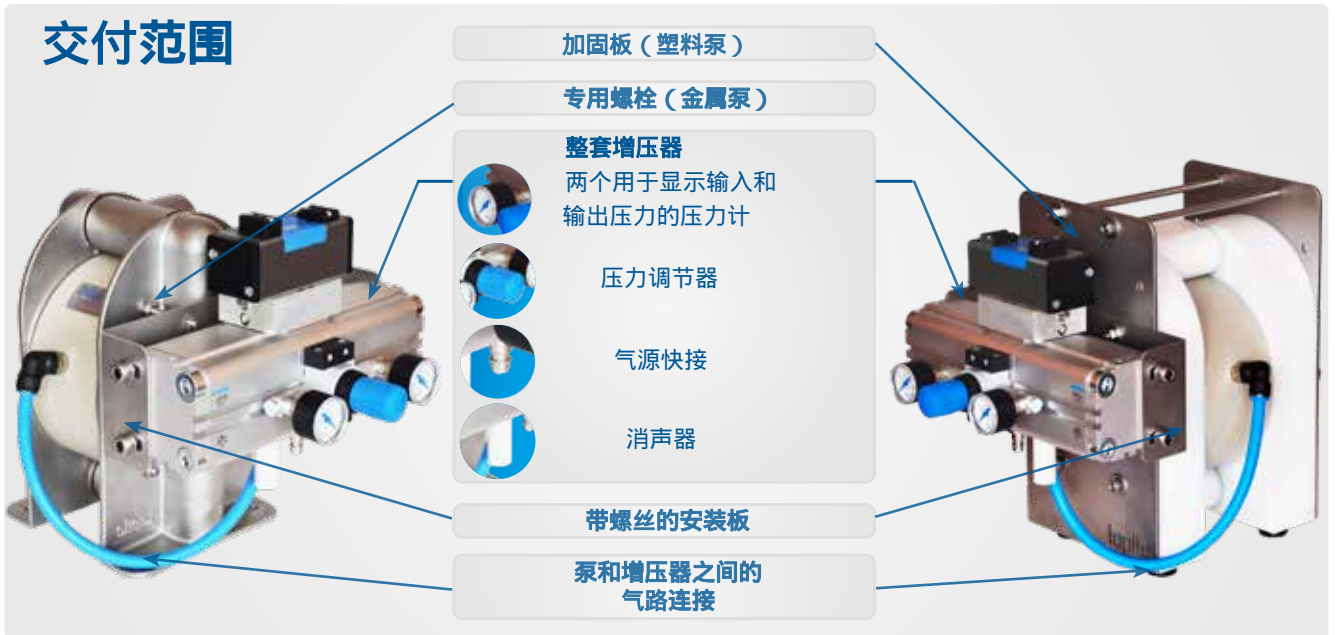 交付范围
加固板（塑料泵）
专用螺栓（金属泵）
整套增压器
两个用于显示输入和
输出压力的压力计
压力调节器
气源快接
消声器
带螺丝的安装板
泵和增压器之间的
气路连接